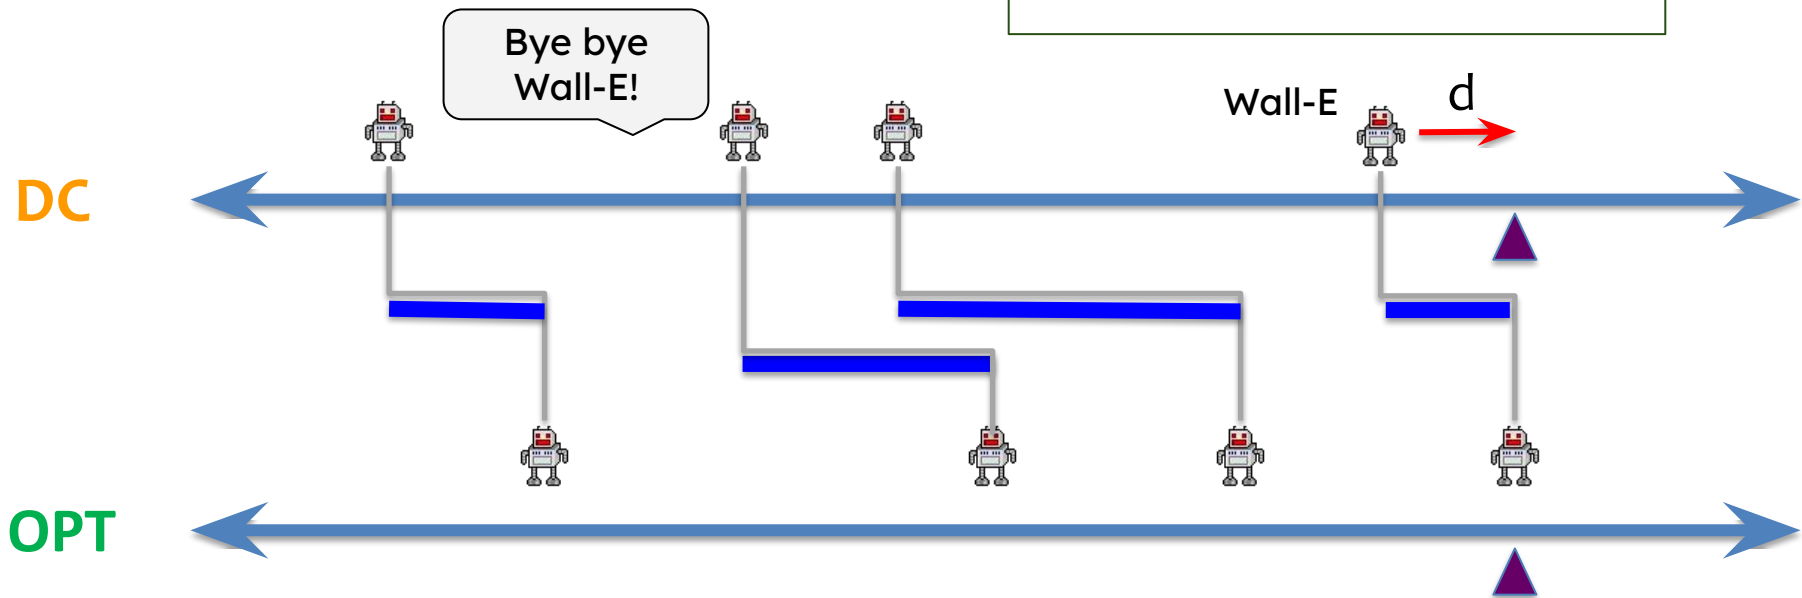 Bye bye
Wall-E!
Wall-E
d
DC
OPT